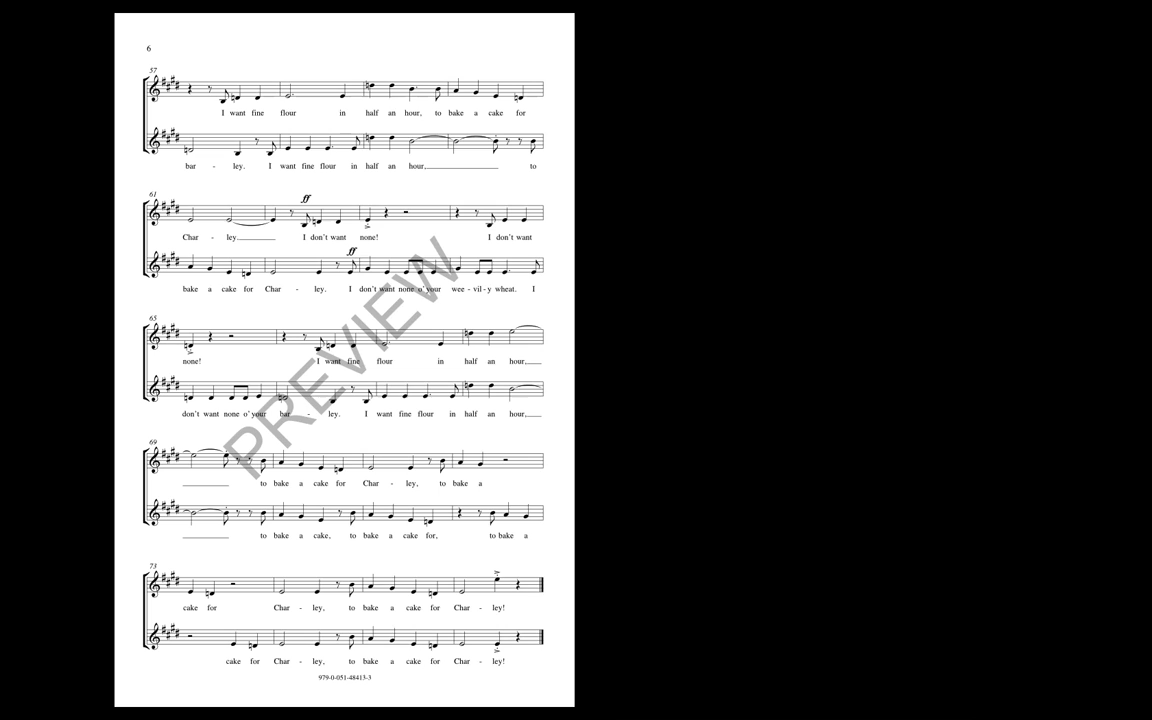 6
57
I want fine flour in half an hour, to bake a cake for
bar - ley. I want fine flour in half an hour, to
61
ff
Char - ley. I don't want none! I don't want
ff
bake a cake for Char - ley. I don't want none o' your wee - vil - y wheat. I
65
none! I want fine flour in half an hour,
don't want none o' your bar - ley. I want fine flour in half an hour,
69
to bake a cake for Char - ley, to bake a
to bake a cake, to bake a cake for, to bake a
73
cake for Char - ley, to bake a cake for Char - ley!
cake for Char - ley, to bake a cake for Char - ley!
979-0-051-48413-3
PREVIEW